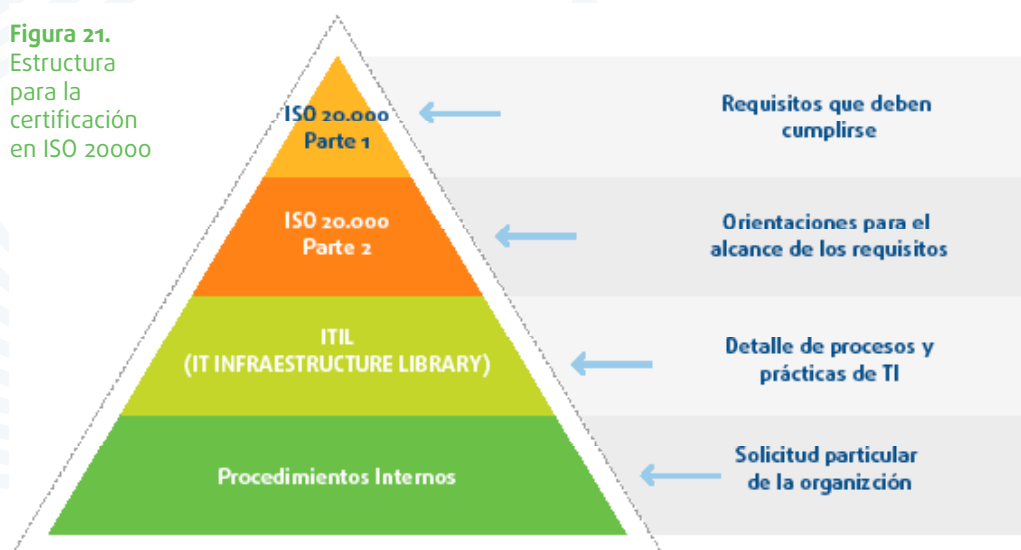 Figura 21.
Estructura
para la
certificación
en ISO 20000
ISO 20.000
Parte 1
Requisitos que deben
cumplirse
ISO 20.000
Parte 2
Orientaciones para el
alcance de los requisitos
ITIL
(IT INFRAESTRUCTURE LIBRARY)
Detalle de procesos y
prácticas de TI
Procedimientos Internos
Solicitud particular
de la organizción